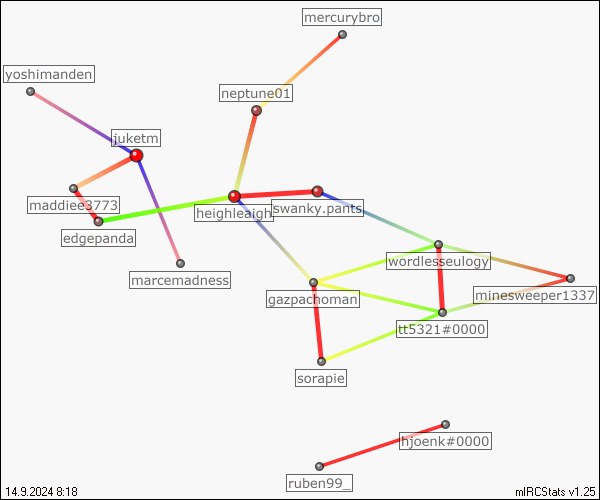 mercurybro
yoshimanden
neptune01
juketm
maddiee3773
heighleaigh
swanky.pants
edgepanda
wordlesseulogy
marcemadness
gazpachoman
minesweeper1337
tt5321#0000
sorapie
hjoenk#0000
ruben99_
14.9.2024 8:18
mIRCStats v1.25